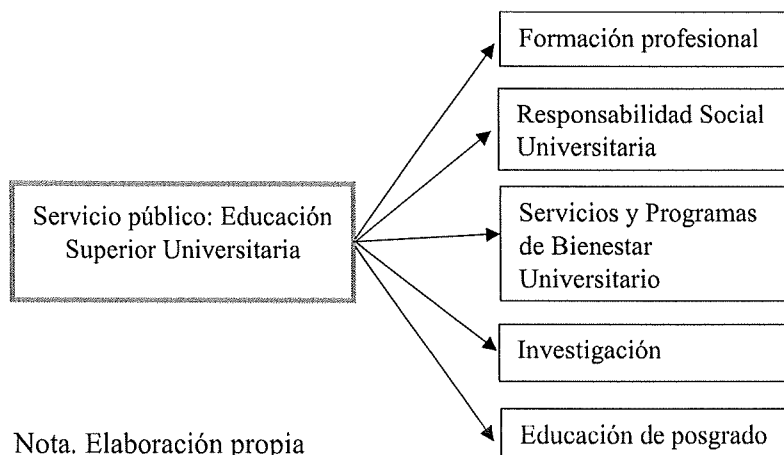 Formación profesional
Responsabilidad Social
Universitaria
Servicio público: Educación
Superior Universitaria
Servicios y Programas
de Bienestar
Universitario
Investigación
Educación de posgrado
Nota. Elaboración propia